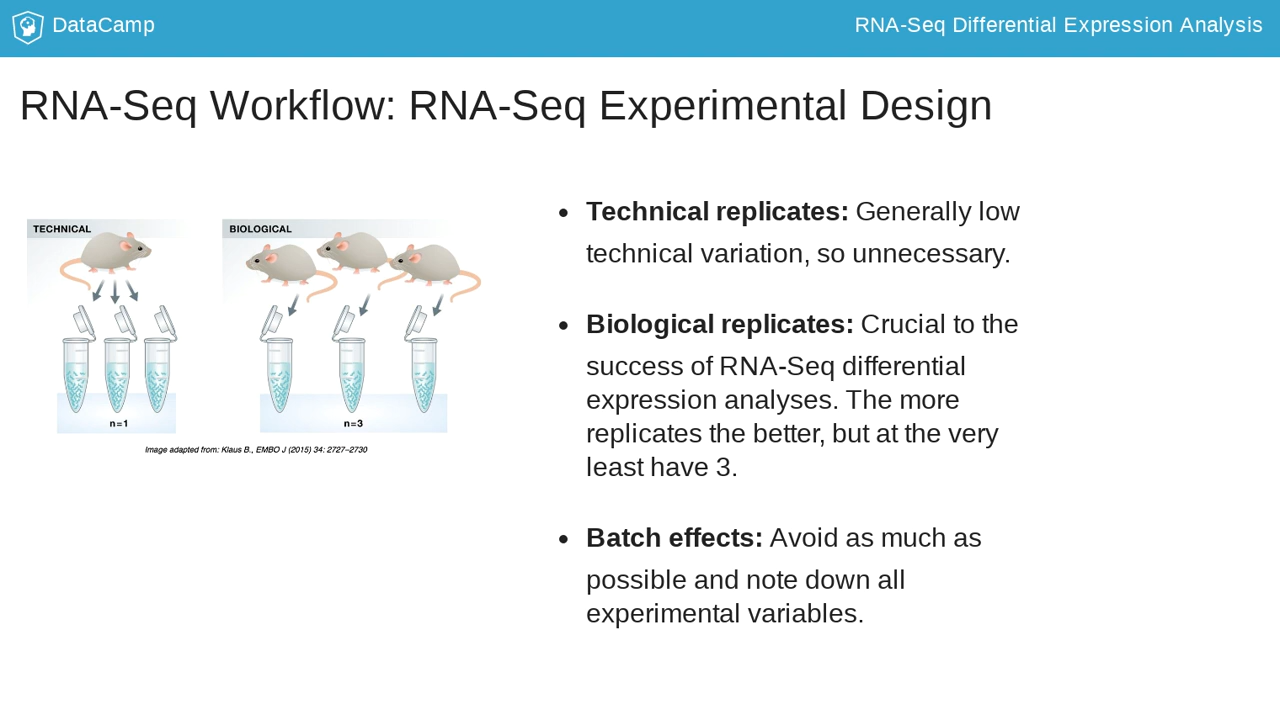 DataCamp
RNA-Seq Differential Expression Analysis
RNA-Seq Workflow: RNA-Seq Experimental Design
TECHNICAL
n=1
BIOLOGICAL
n=3
Image adapted from: Klaus B., EMBO J (2015) 34: 2727–2730
• Technical replicates: Generally low
technical variation, so unnecessary.
• Biological replicates: Crucial to the
success of RNA-Seq differential
expression analyses. The more
replicates the better, but at the very
least have 3.
• Batch effects: Avoid as much as
possible and note down all
experimental variables.